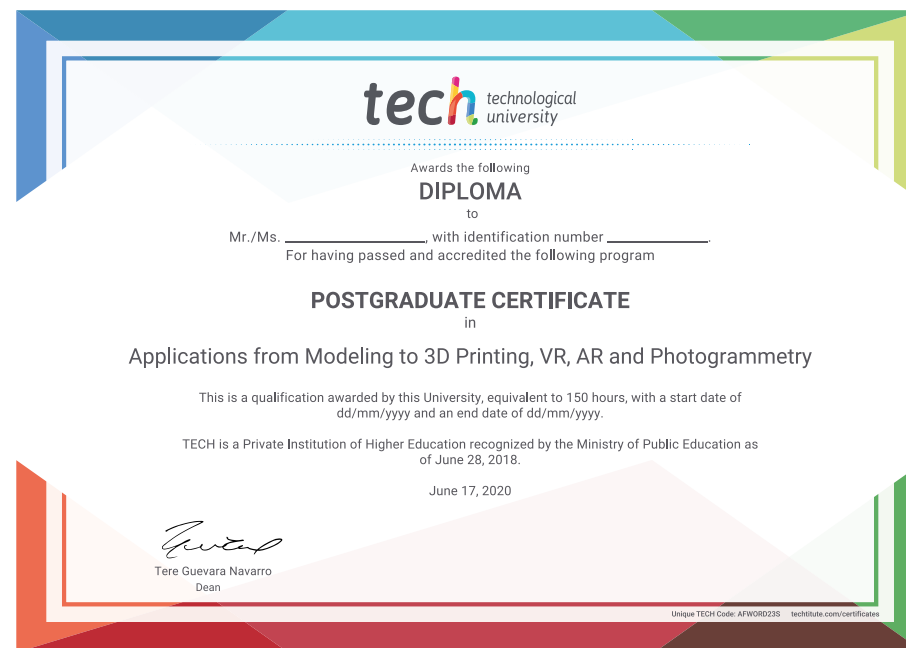 tech technological
university
Awards the following
DIPLOMA
to
Mr./Ms. ____________, with identification number _________.
For having passed and accredited the following program
POSTGRADUATE CERTIFICATE
in
Applications from Modeling to 3D Printing, VR, AR and Photogrammetry
This is a qualification awarded by this University, equivalent to 150 hours, with a start date of
dd/mm/yyyy and an end date of dd/mm/yyyy.
TECH is a Private Institution of Higher Education recognized by the Ministry of Public Education as
of June 28, 2018.
June 17, 2020
Tere Guevara Navarro
Dean
Unique TECH Code: AFWORD23S techtitute.com/certificates